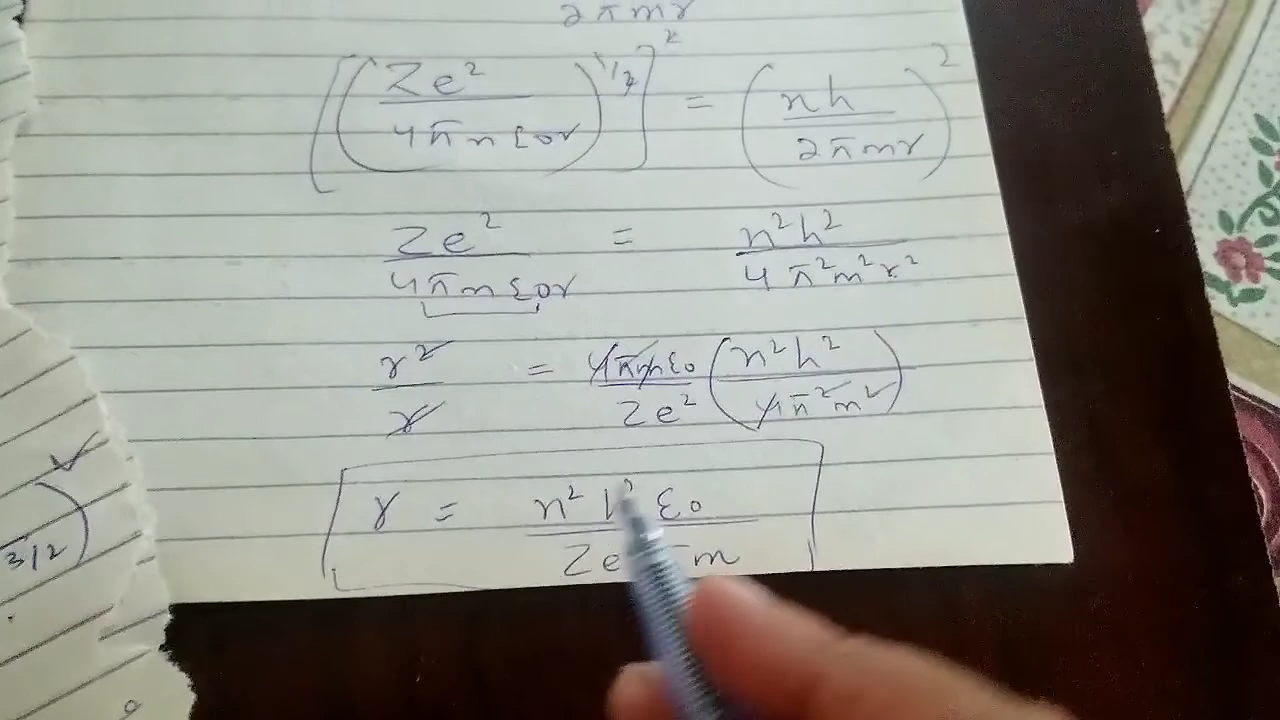 2πmr
[(Ze²/4πmε₀r)^1/2]² = (nh/2πmr)²
Ze²/4πmε₀r = n²h²/4π²m²r²
r²/r = 4πmε₀/Ze² (n²h²/4π²m²)
r = n²h²ε₀/Ze m
3/2)